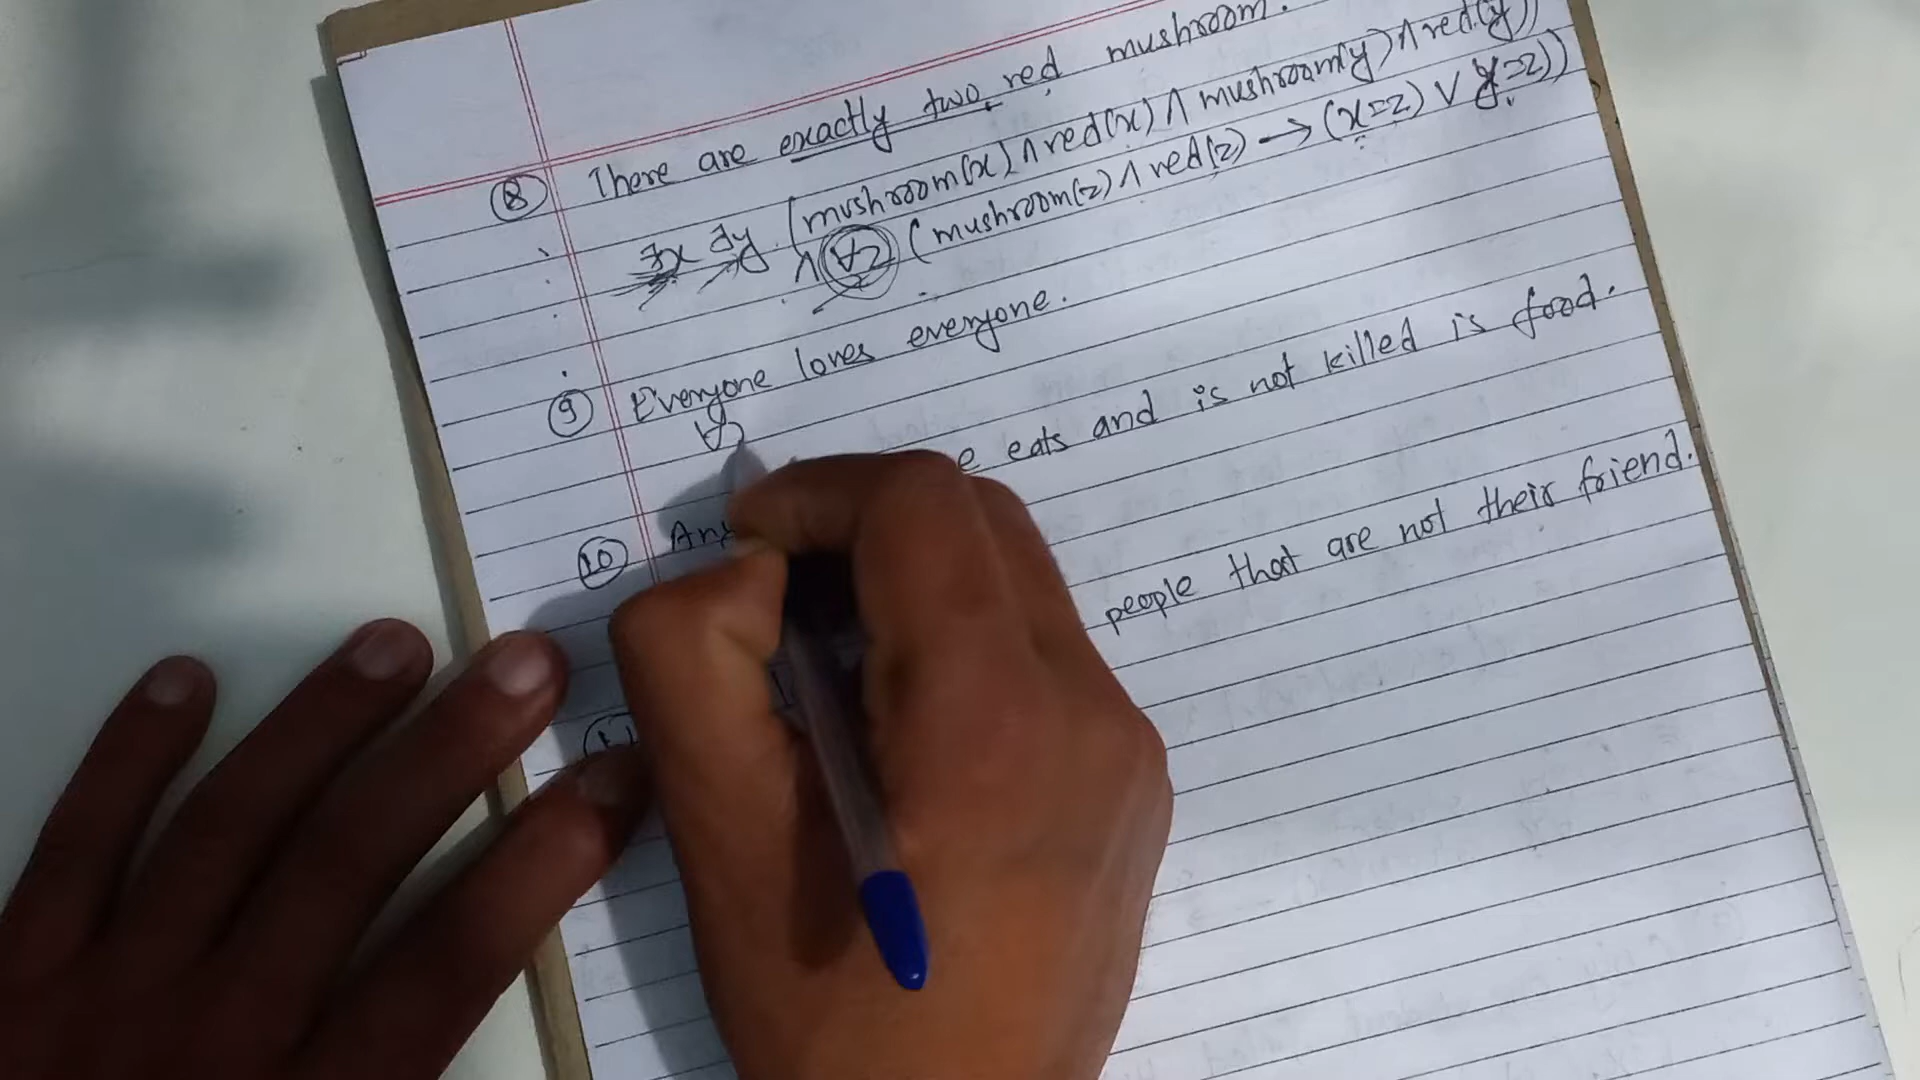 ⑧ There are exactly two red mushroom.
∃x ∃y (mushroom(x) ∧ red(x) ∧ mushroom(y) ∧ red(y)
∧ ∀z (mushroom(z) ∧ red(z) → (x=z) ∨ y=z))
⑨ Everyone loves everyone.
∀
⑩ eats and is not killed is food.
people that are not their friend.